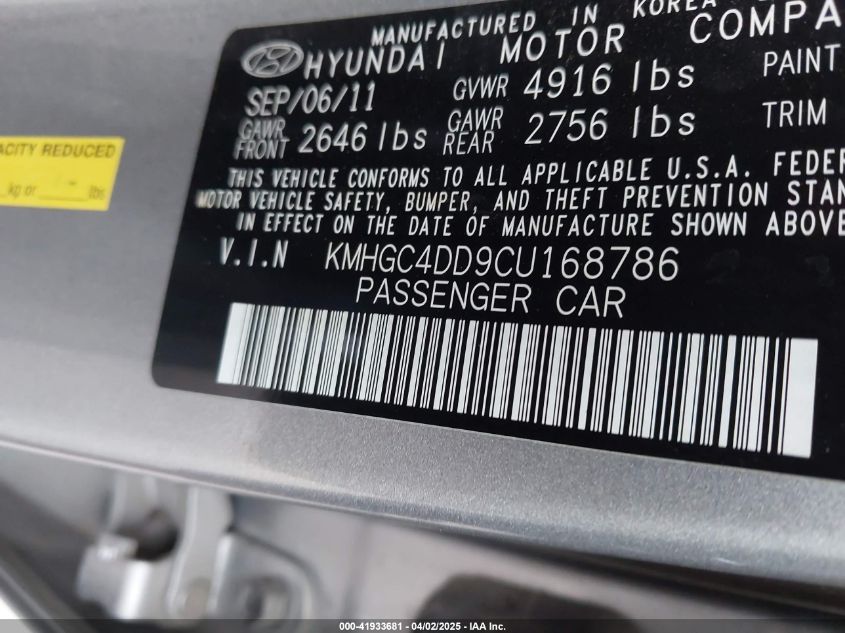 MANUFACTURED IN KOREA
HYUNDAI MOTOR COMPA
SEP/06/11 GVWR 4916 lbs PAINT
GAWR FRONT 2646 lbs GAWR REAR 2756 lbs TRIM
THIS VEHICLE CONFORMS TO ALL APPLICABLE U.S.A. FEDER
MOTOR VEHICLE SAFETY, BUMPER, AND THEFT PREVENTION STAN
IN EFFECT ON THE DATE OF MANUFACTURE SHOWN ABOVE
V.I.N KMHGC4DD9CU168786
PASSENGER CAR
ACITY REDUCED
kg or lbs
000-41933681 | 04/02/2025 - IAA Inc.